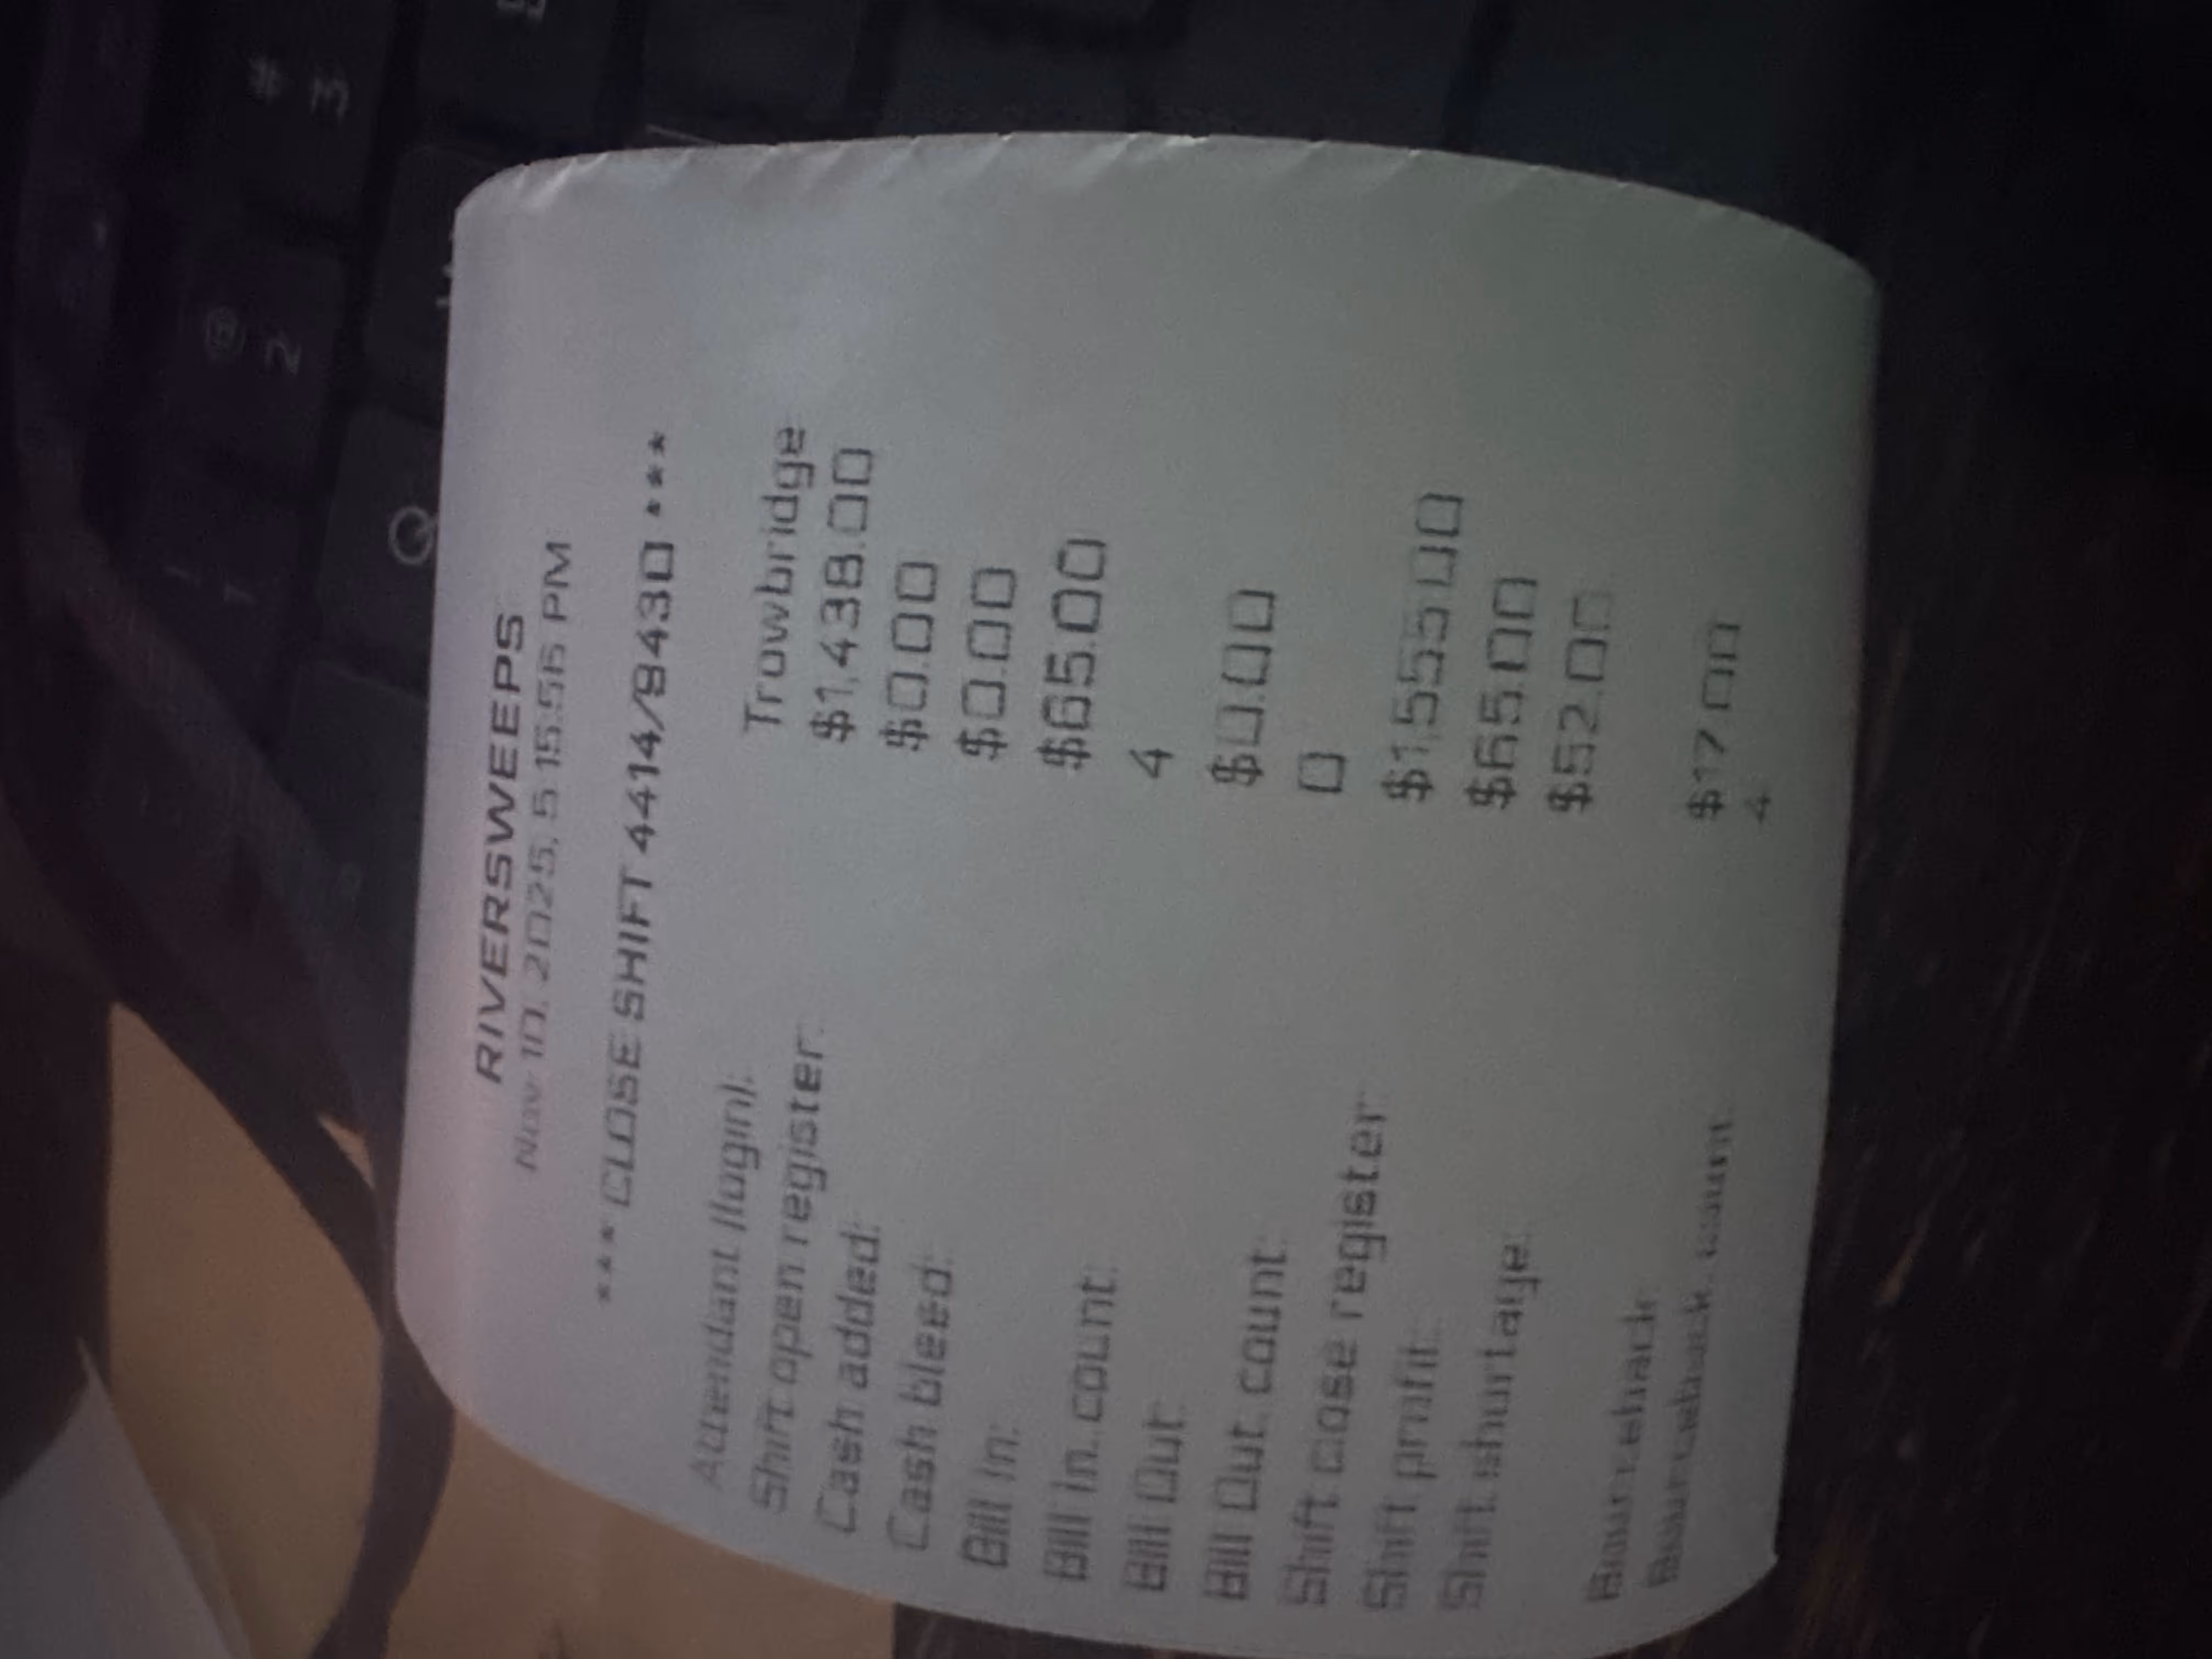 RIVERSWEEPS
Nov 10, 2025, 5:15:56 PM
*** CLOSE SHIFT 4414/8430 ***
Attendant (login): Trowbridge
Shift open register: $1,438.00
Cash added: $0.00
Cash bleed: $0.00
Bill In: $65.00
Bill In count: 4
Bill Out: $0.00
Bill Out count: 0
Shift close register: $1,555.00
Shift profit: $65.00
Shift shortage: $52.00
$17.00
count: 4
# 3
@ 2
Q